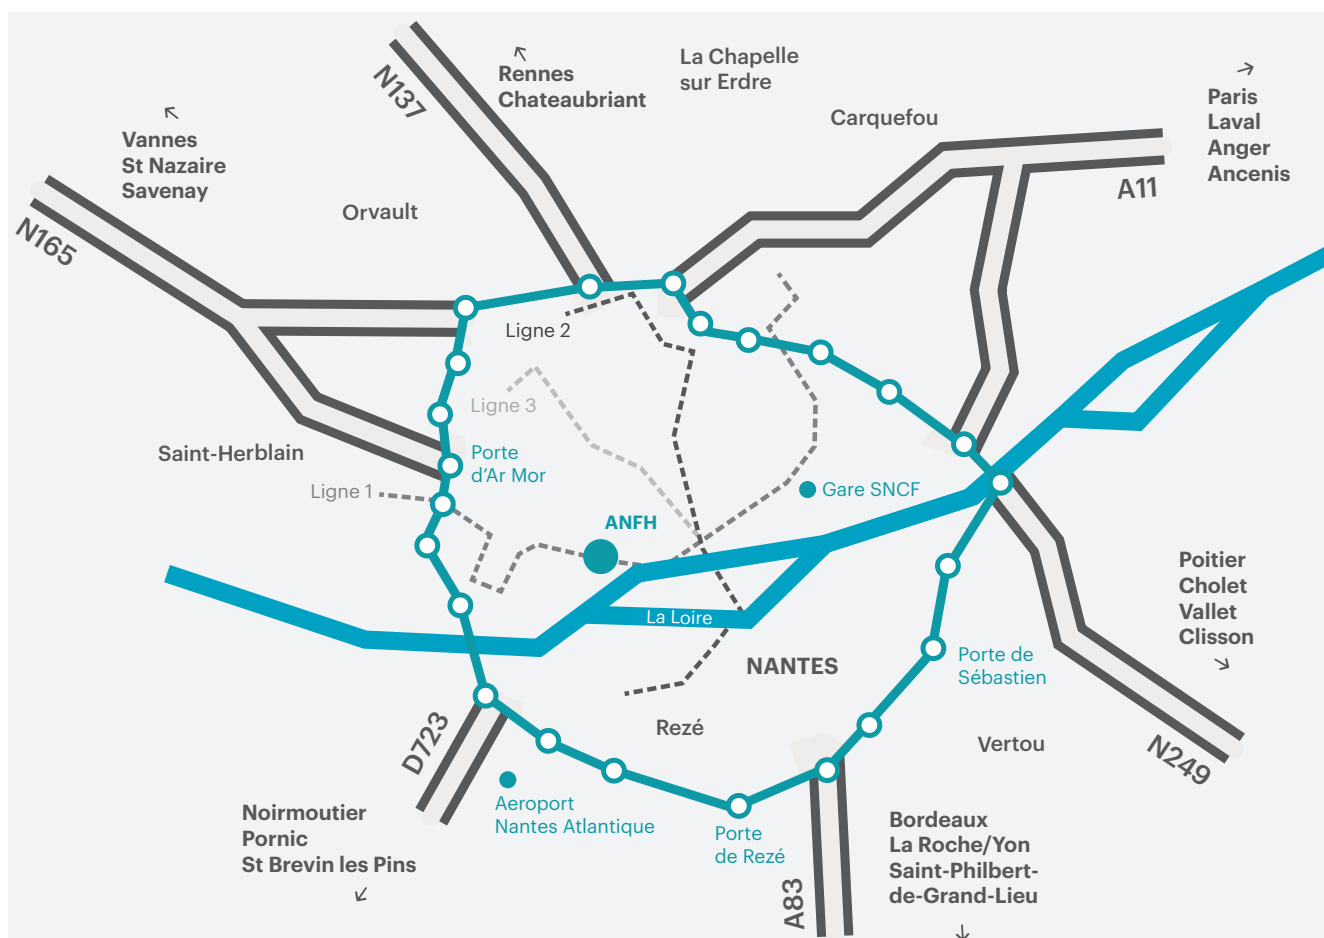 La Chapelle
sur Erdre
Rennes
Chateaubriant
N137
Carquefou
Paris
Laval
Anger
Ancenis
A11
Vannes
St Nazaire
Savenay
Orvault
N165
Ligne 2
Ligne 3
Saint-Herblain
Porte
d'Ar Mor
Ligne 1
Gare SNCF
ANFH
La Loire
Poitier
Cholet
Vallet
Clisson
NANTES
Porte de
Sébastien
Rezé
Vertou
D723
N249
Aeroport
Nantes Atlantique
Noirmoutier
Pornic
St Brevin les Pins
Porte
de Rezé
Bordeaux
La Roche/Yon
Saint-Philbert-
de-Grand-Lieu
A83